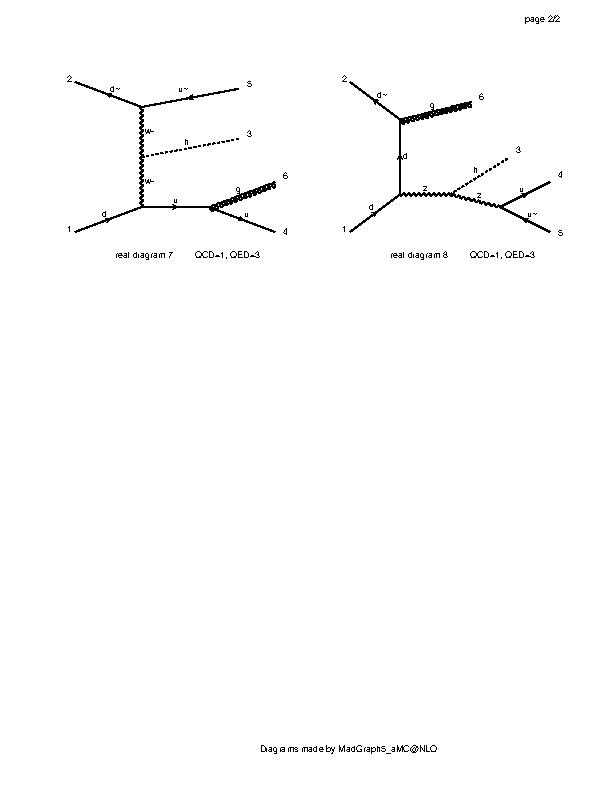 page 2/2
2
d~
u~
5
w-
h
3
w-
6
g
u
d
u
1
4
real diagram 7 QCD=1, QED=3
2
d~
g
6
d
h
3
z
z
u
4
d
u~
1
5
real diagram 8 QCD=1, QED=3
Diagrams made by MadGraph5_aMC@NLO